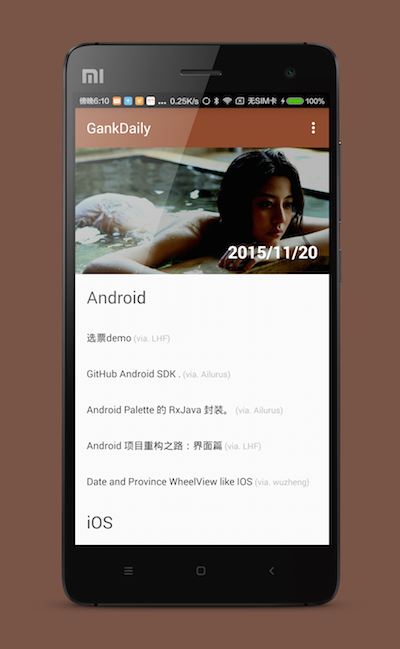 mi
傍晚6:10 ... 0.25K/s 无SIM卡 100%
GankDaily
2015/11/20
Android
选票demo (via. LHF)
GitHub Android SDK . (via. Ailurus)
Android Palette 的 RxJava 封装。 (via. Ailurus)
Android 项目重构之路：界面篇 (via. LHF)
Date and Province WheelView like IOS (via. wuzheng)
iOS